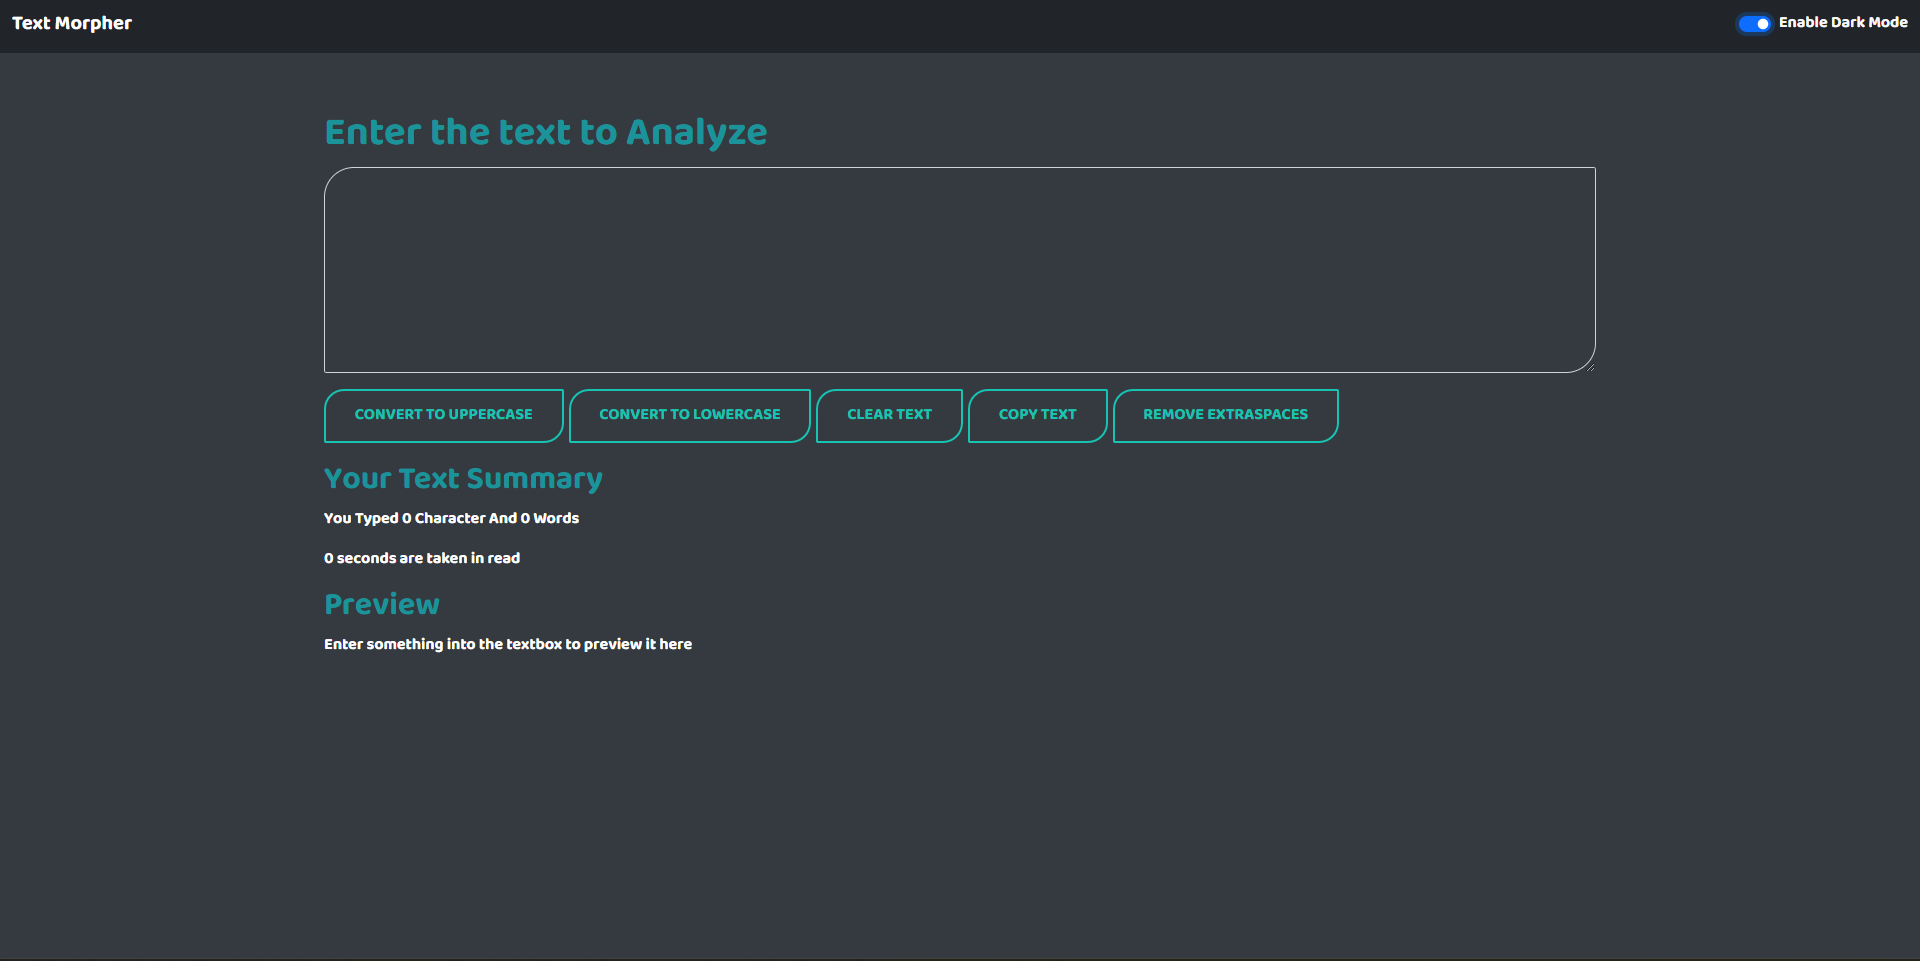 Text Morpher
Enable Dark Mode
Enter the text to Analyze
CONVERT TO UPPERCASE
CONVERT TO LOWERCASE
CLEAR TEXT
COPY TEXT
REMOVE EXTRASPACES
Your Text Summary
You Typed 0 Character And 0 Words
0 seconds are taken in read
Preview
Enter something into the textbox to preview it here